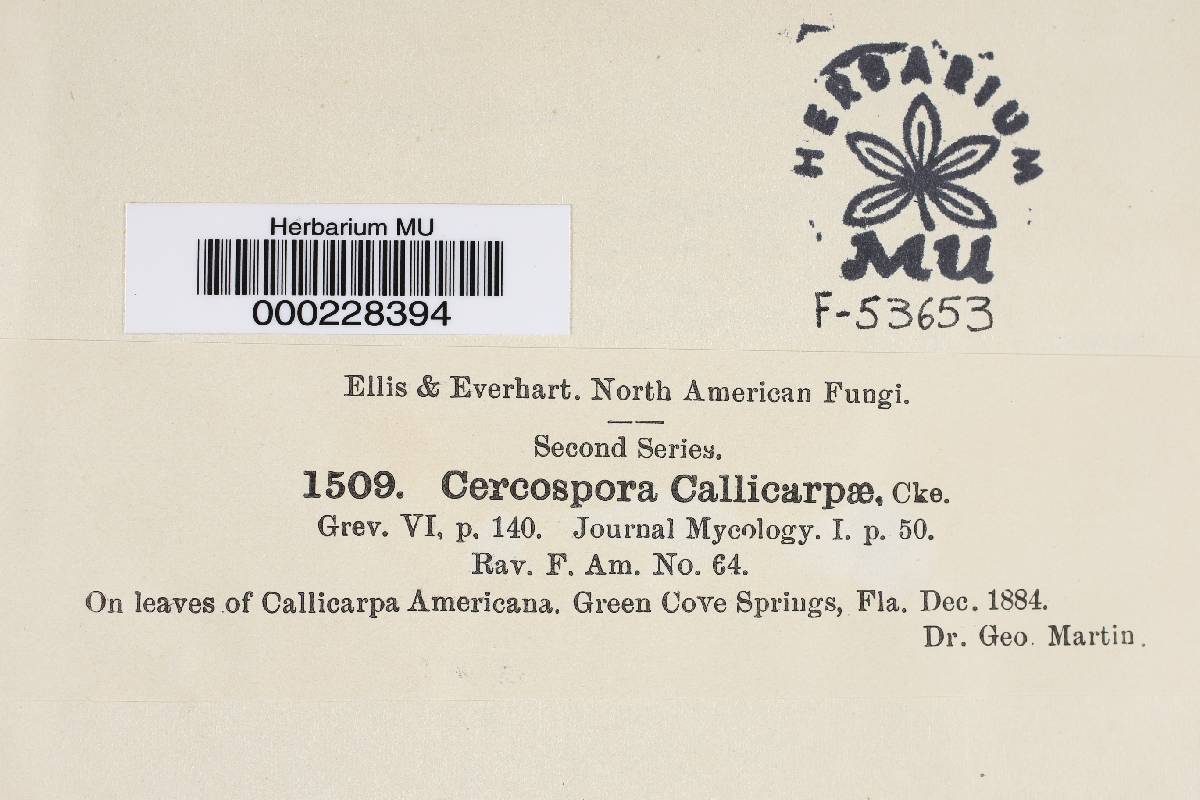 HERBARIUM
MU
F-53653
Herbarium MU
000228394
Ellis & Everhart. North American Fungi.
Second Series.
1509. Cercospora Callicarpæ, Cke.
Grev. VI, p. 140. Journal Mycology. I. p. 50.
Rav. F. Am. No. 64.
On leaves of Callicarpa Americana. Green Cove Springs, Fla. Dec. 1884.
Dr. Geo. Martin.